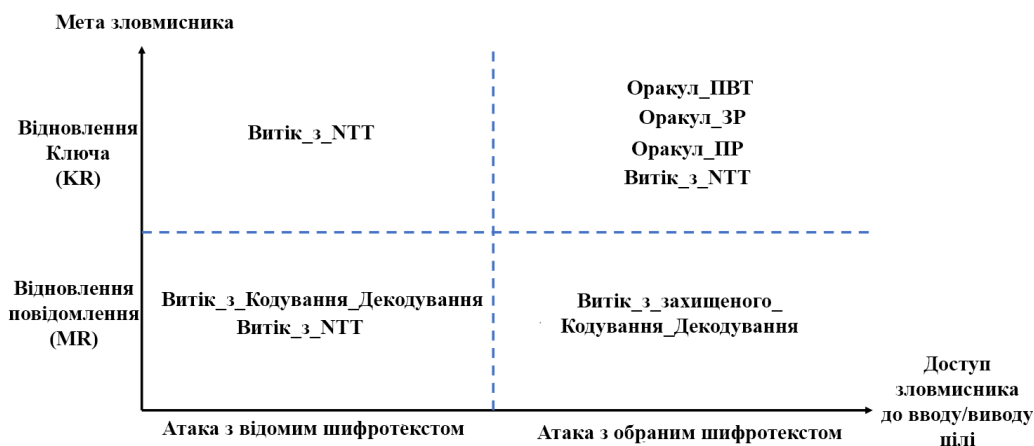 Мета зловмисника
Відновлення
Ключа
(KR)
Витік_з_NTT
Оракул_ПВТ
Оракул_ЗР
Оракул_ПР
Витік_з_NTT
Відновлення
повідомлення
(MR)
Витік_з_Кодування_Декодування
Витік_з_NTT
Витік_з_захищеного_
Кодування_Декодування
Атака з відомим шифротекстом
Атака з обраним шифротекстом
Доступ
зловмисника
до вводу/виводу
цілі